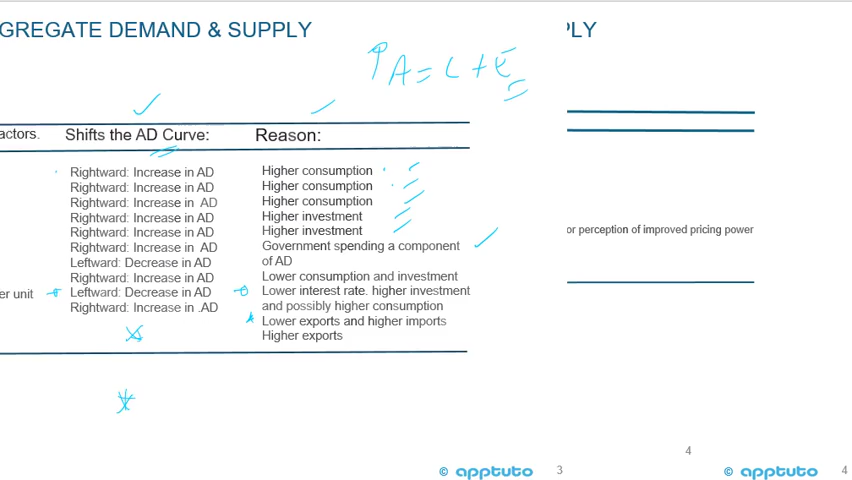 GREGATE DEMAND & SUPPLY
PLY
A = C + E
actors.
Shifts the AD Curve:
Reason:
Rightward: Increase in AD
Rightward: Increase in AD
Rightward: Increase in AD
Rightward: Increase in AD
Rightward: Increase in AD
Rightward: Increase in AD
Leftward: Decrease in AD
Rightward: Increase in AD
er unit
Leftward: Decrease in AD
Rightward: Increase in .AD
Higher consumption
Higher consumption
Higher consumption
Higher investment
Higher investment
Government spending a component
of AD
Lower consumption and investment
Lower interest rate. higher investment
and possibly higher consumption
Lower exports and higher imports
Higher exports
or perception of improved pricing power
© apptuto 3
4
© apptuto 4